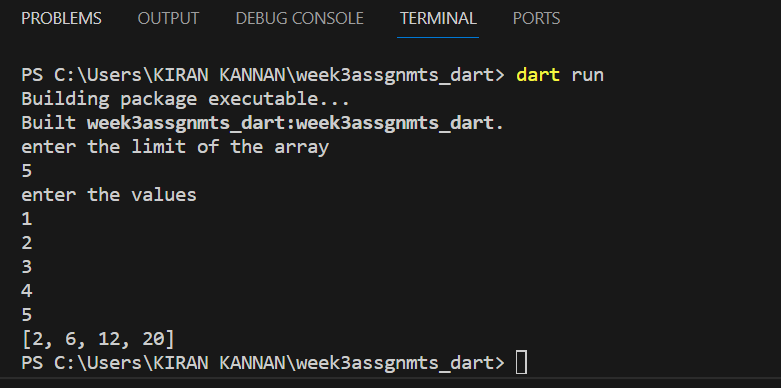 PROBLEMS OUTPUT DEBUG CONSOLE TERMINAL PORTS
PS C:\Users\KIRAN KANNAN\week3assgnmts_dart> dart run
Building package executable...
Built week3assgnmts_dart:week3assgnmts_dart.
enter the limit of the array
5
enter the values
1
2
3
4
5
[2, 6, 12, 20]
PS C:\Users\KIRAN KANNAN\week3assgnmts_dart>